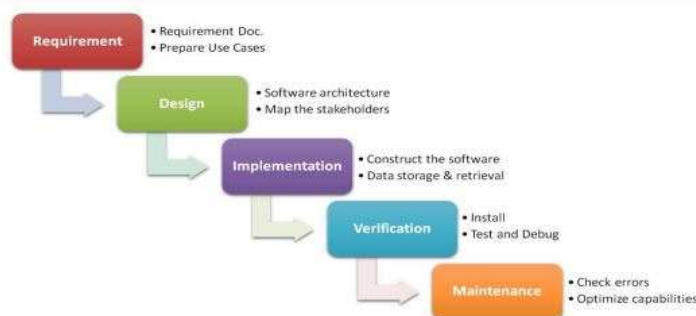 Requirement
• Requirement Doc.
• Prepare Use Cases
Design
• Software architecture
• Map the stakeholders
Implementation
• Construct the software
• Data storage & retrieval
Verification
• Install
• Test and Debug
Maintenance
• Check errors
• Optimize capabilities